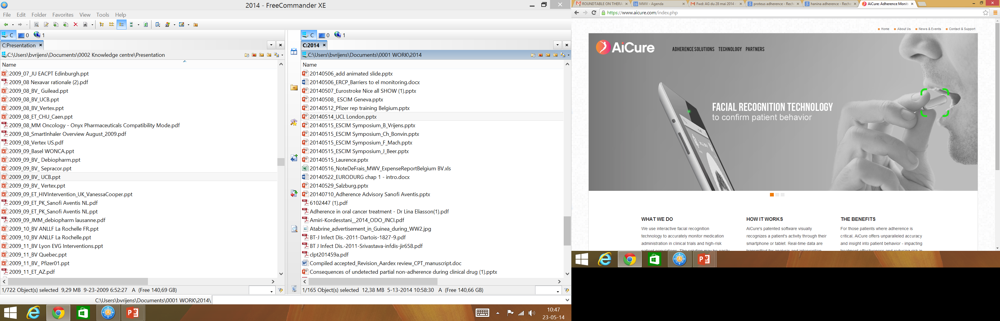 2014 - FreeCommander XE
File Edit Folder Favorites View Tools Help
C 0 1
C:Presentation
C:\Users\bvrijens\Documents\0002 Knowledge centre\Presentation
Name
2009_07_JU EACPT Edinburgh.ppt
2009_08 Nexavar rationale (2).pdf
2009_08_BV_ Guilead.ppt
2009_08_BV_UCB.ppt
2009_08_BV_Vertex.ppt
2009_08_ET_CHU_Caen.ppt
2009_08_MM Oncology - Onyx Pharmaceuticals Compatibility Mode.pdf
2009_08_SmartInhaler Overview August_2009.pdf
2009_08_Vertex US.pdf
2009_09_Basel WONCA.ppt
2009_09_BV_ Debiopharm.ppt
2009_09_BV_ Sepracor.ppt
2009_09_BV_ UCB.ppt
2009_09_BV_ Vertex.ppt
2009_09_ET_HIVIntervention_UK_VanessaCooper.ppt
2009_09_ET_PK_Sanofi Aventis NL.pdf
2009_09_ET_PK_Sanofi Aventis NL.ppt
2009_09_JMM_debiopharm lausanne.pdf
2009_10_BV ANLLF La Rochelle FR.ppt
2009_10_BV ANLLF La Rochelle.ppt
2009_11_BV Lyon EVG Interventions.ppt
2009_11_BV Quebec.ppt
2009_11_BV_ Pfizer01.ppt
2009_11_ET_AZ.pdf
1/722 Object(s) selected 9,29 MB 9-23-2009 6:52:27 A (Free 140,69 GB)
C 0 1
C:2014
C:\Users\bvrijens\Documents\0001 WORK\2014
Name
20140506_add animated slide.pptx
20140506_ERCP_Barriers to el monitoring.docx
20140507_Eurostroke Nice all SHOW (1).pptx
20140508_ ESCIM Geneva.pptx
20140512_Pfizer rep training Belgium.pptx
20140514_UCL London.pptx
20140515_ESCIM Symposium_B_Vrijens.pptx
20140515_ESCIM Symposium_Ch_Bonvin.pptx
20140515_ESCIM Symposium_F_Mach.pptx
20140515_ESCIM Symposium_J_Beer.pptx
20140515_Laurence.pptx
20140516_NoteDeFrais_MWV_ExpenseReportBelgium BV.xls
20140522_EURODURG chap 1 - intro.docx
20140529_Salzburg.pptx
20140710_Adherence Advisory Sanofi Aventis.pptx
6102447 (1).pdf
Adherence in oral cancer treatment - Dr Lina Eliasson(1).pdf
Amiri-Kordesstani__2014_ODO_JNCI.pdf
Atabrine_advertisement_in_Guinea_during_WW2.jpg
BT-J Infect Dis.-2011-Dartois-1827-9.pdf
BT J Infect Dis.-2011-Srivastava-infdis-jir658.pdf
clpt201459a.pdf
Compiled accepted_Revision_Aardex review_CPT_manuscript.doc
Consequences of undetected partial non-adherence during clinical drug (1).pptx
1/165 Object(s) selected 12,38 MB 5-13-2014 10:58:30 A (Free 140,66 GB)
C:\Users\bvrijens\Documents\0001 WORK\2014\
10:47
23-05-14
ROUNDTABLE ON THERA 23 MWV - Agenda Fwd: AG du 28 mai 2014 - proteus adherence - Rech hanina adherence - Reche AiCure: Adherence Monit
https://www.aicure.com/index.php
Home About Us News & Events Contact & Support
AiCure ADHERENCE SOLUTIONS TECHNOLOGY PARTNERS
FACIAL RECOGNITION TECHNOLOGY
to confirm patient behavior
WHAT WE DO
We use interactive facial recognition
technology to accurately monitor medication
administration in clinical trials and high-risk
patient populations. The solution may be easily
HOW IT WORKS
AiCure's patented software visually
recognizes a patient's activity through their
smartphone or tablet. Real-time data are
transmitted for analysis and intervention
THE BENEFITS
For those patients where adherence is
critical, AiCure offers unparalleled accuracy
and insight into patient behavior - impacting
treatment effectiveness and reducing risk in